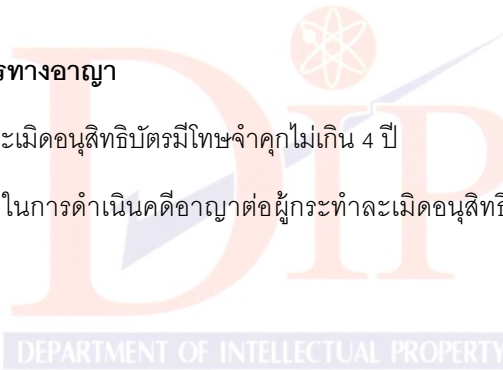 รทางอาญา
ะเมิดอนุสิทธิบัตรมีโทษจำคุกไม่เกิน 4 ปี
ในการดำเนินคดีอาญาต่อผู้กระทำละเมิดอนุสิทธิ
DIP
DEPARTMENT OF INTELLECTUAL PROPERTY